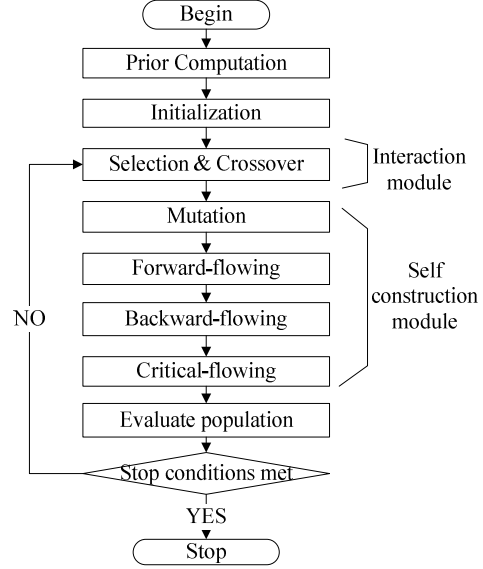 Begin
Prior Computation
Initialization
Selection & Crossover
Interaction
module
Mutation
Forward-flowing
Self
construction
module
Backward-flowing
NO
Critical-flowing
Evaluate population
Stop conditions met
YES
Stop